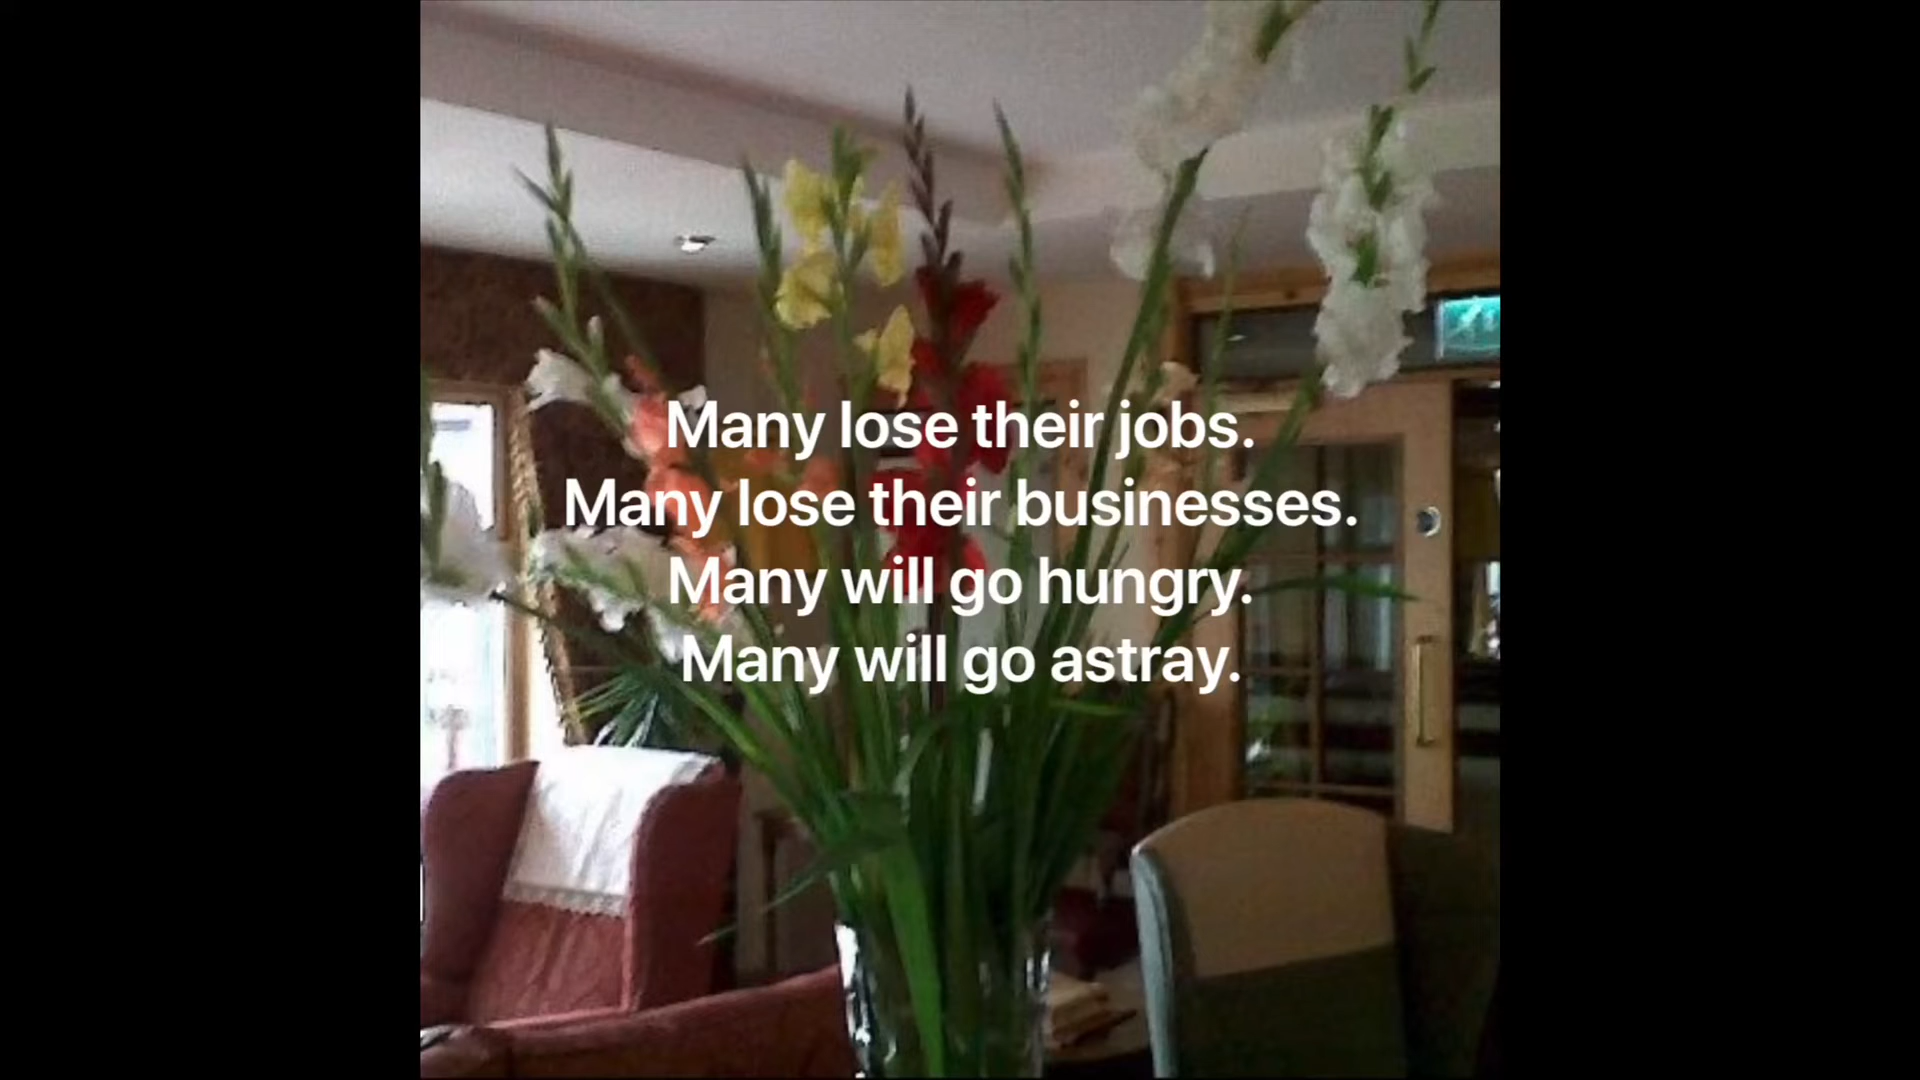 Many lose their jobs.
Many lose their businesses.
Many will go hungry.
Many will go astray.